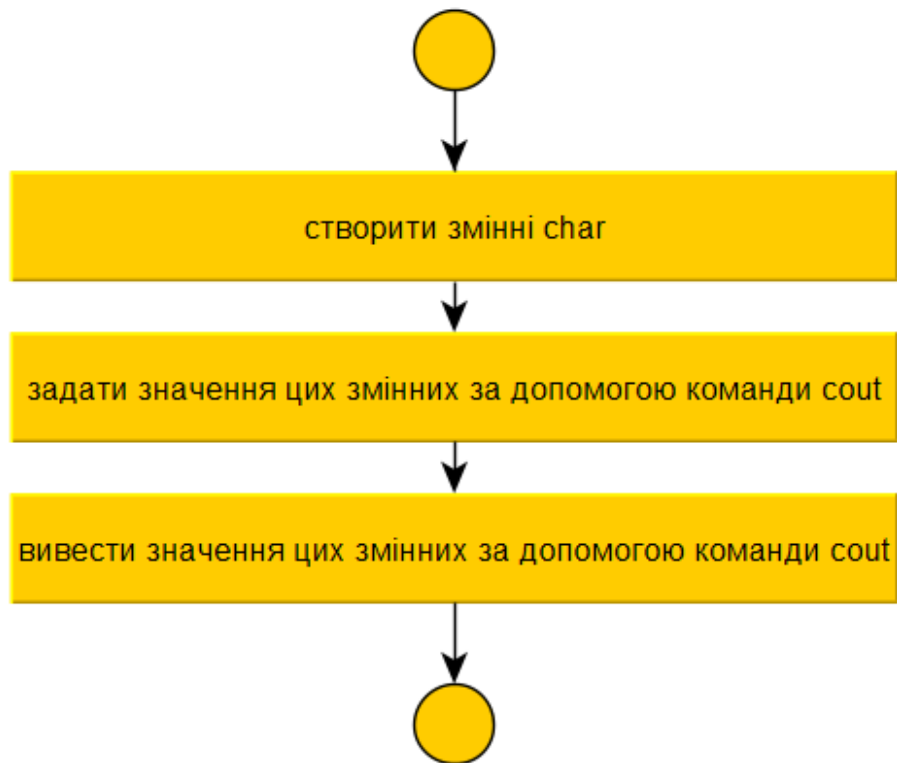 створити змінні char
задати значення цих змінних за допомогою команди cout
вивести значення цих змінних за допомогою команди cout